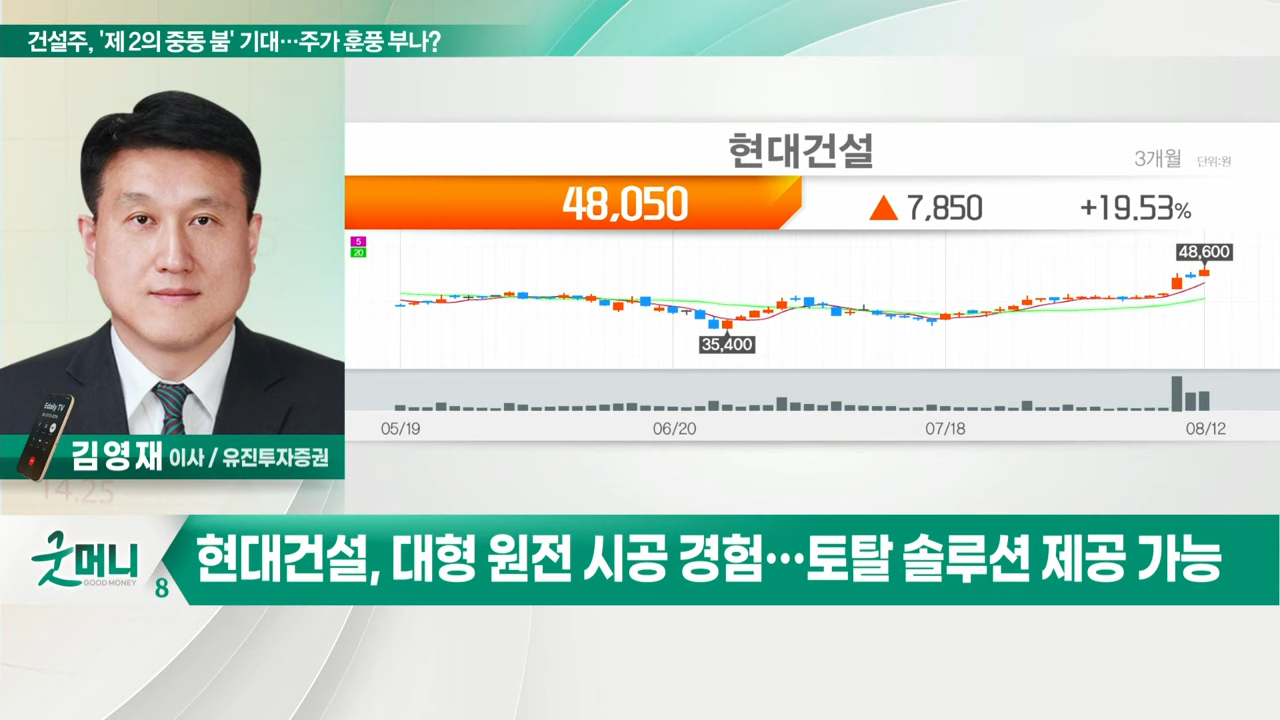 건설주, '제 2의 중동 붐' 기대…주가 훈풍 부나?
현대건설
3개월 단위:원
48,050 ▲ 7,850 +19.53%
5
20
48,600
35,400
05/19 06/20 07/18 08/12
Edaily TV
김영재 이사 / 유진투자증권
14.25
굿머니
GOOD MONEY
8
현대건설, 대형 원전 시공 경험…토탈 솔루션 제공 가능